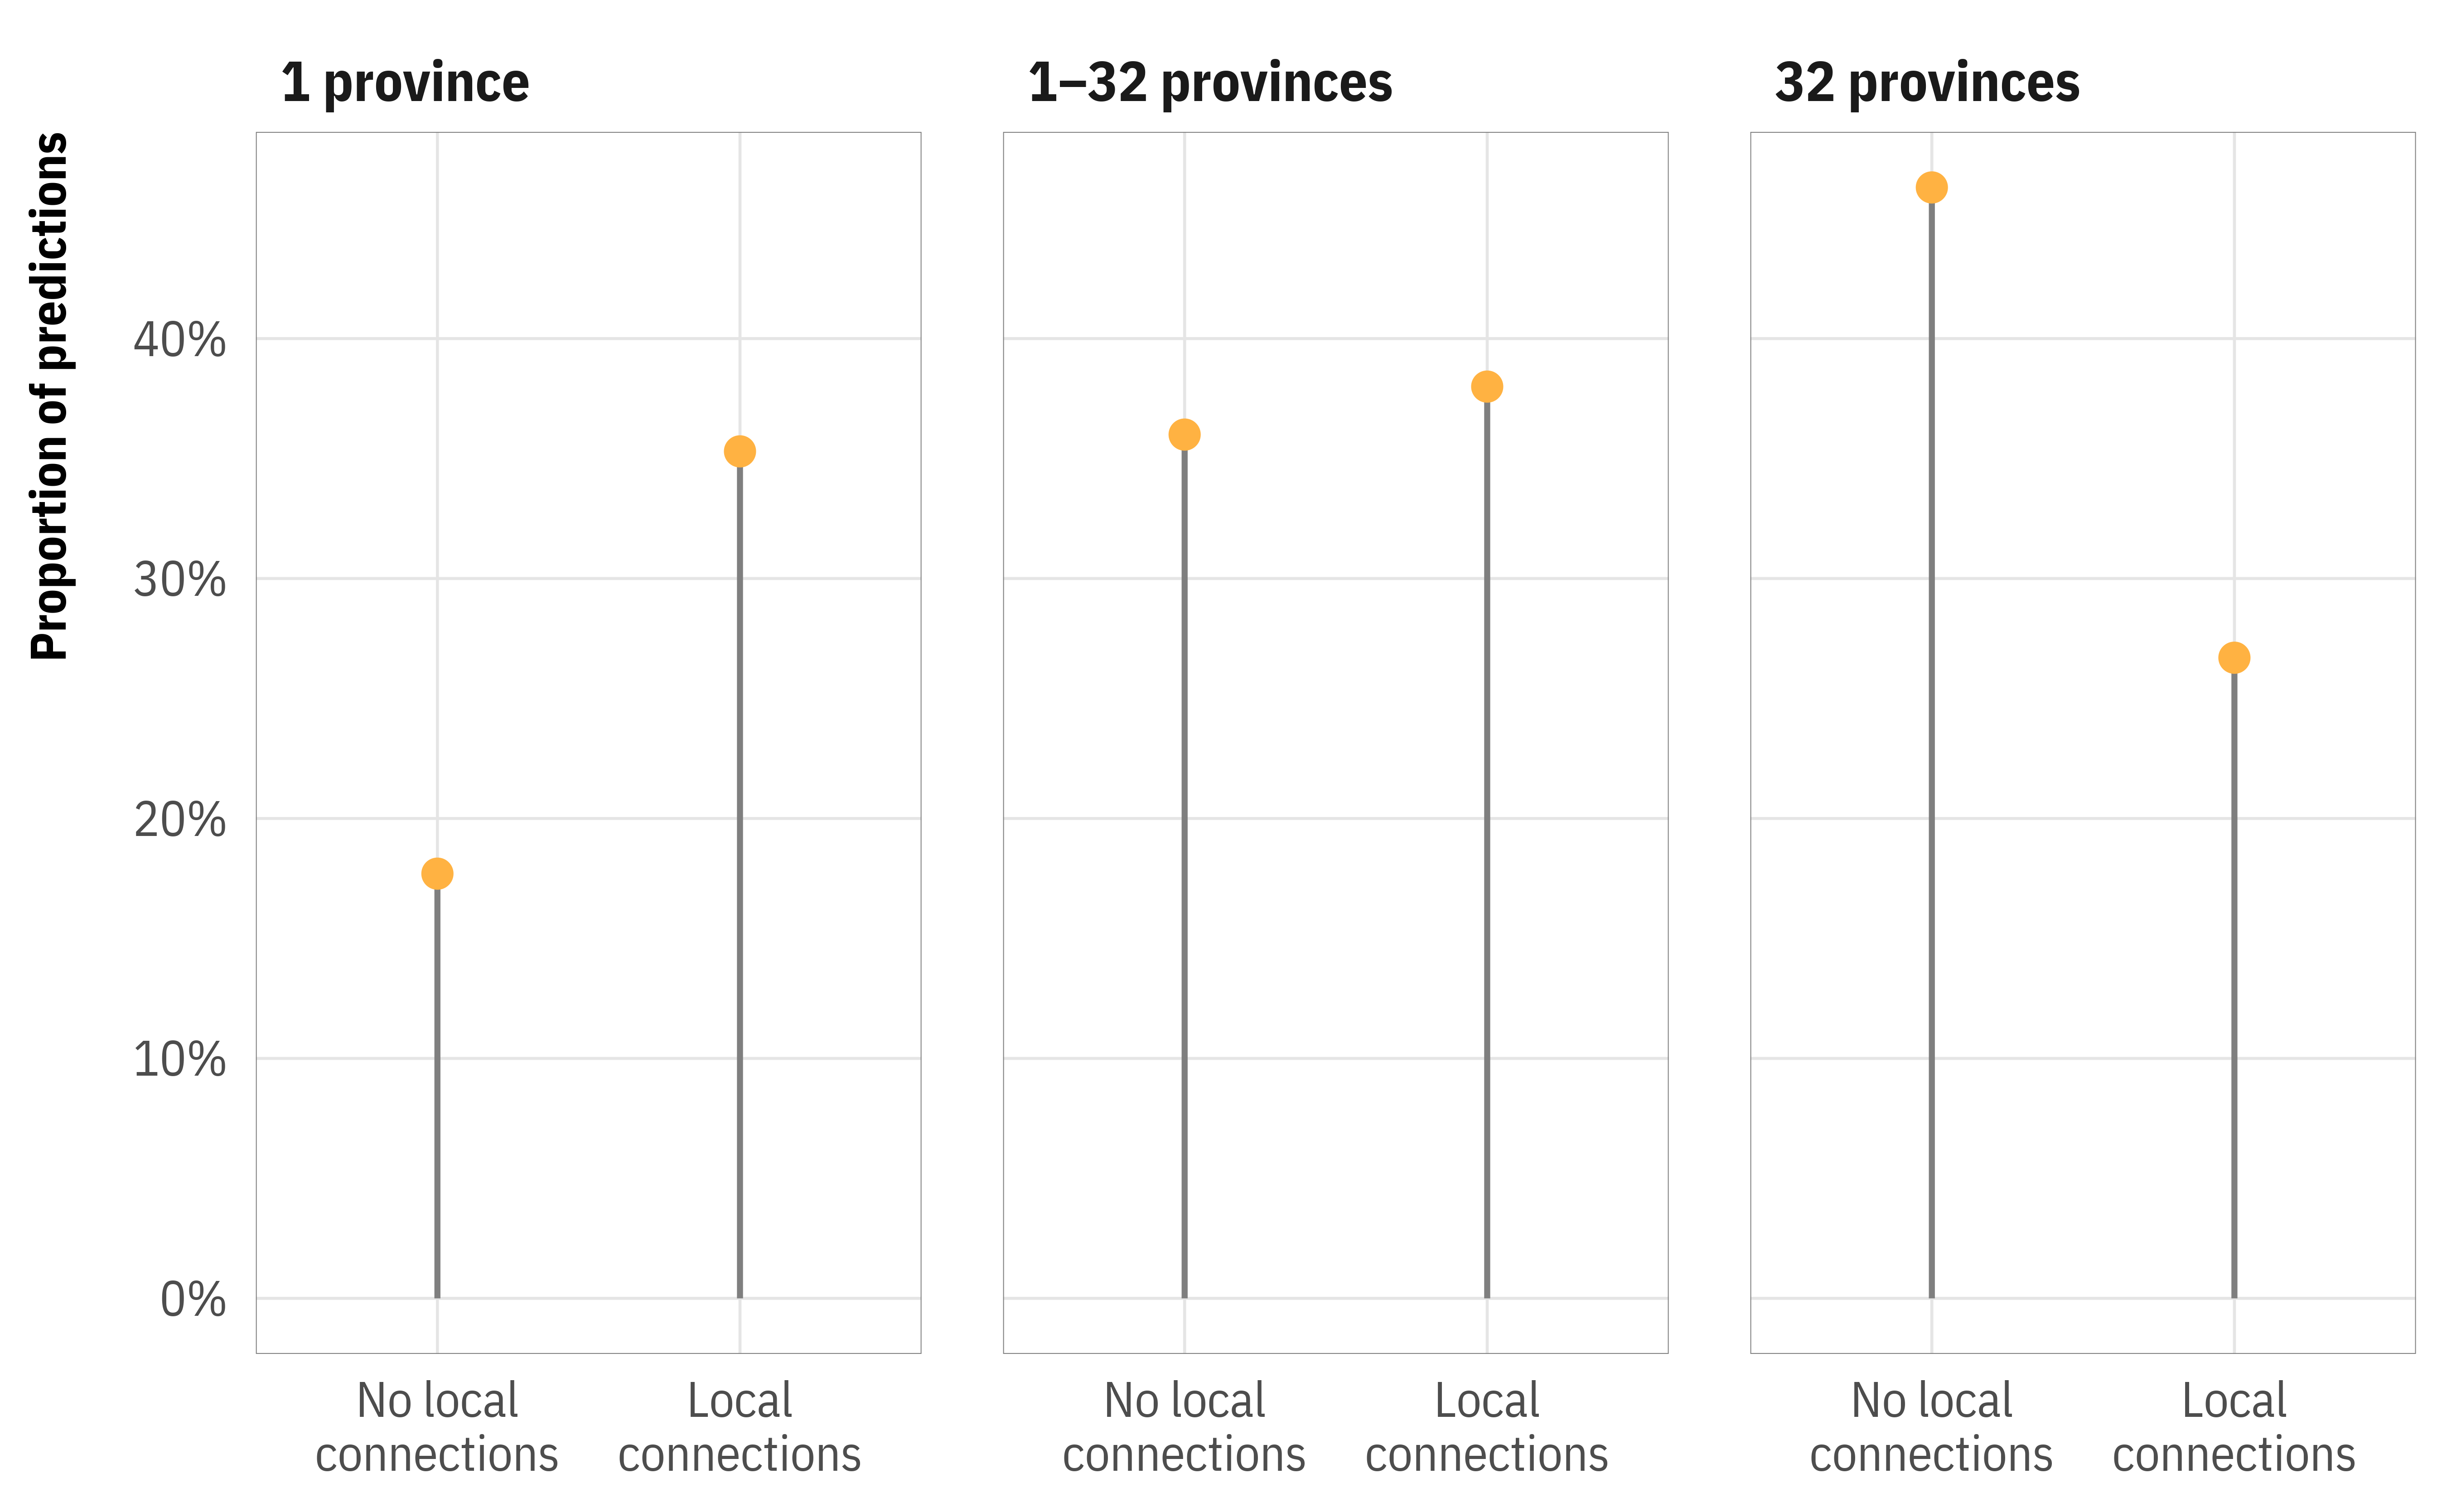 1 province
1–32 provinces
32 provinces
Proportion of predictions
40%
30%
20%
10%
0%
No local
connections
Local
connections
No local
connections
Local
connections
No local
connections
Local
connections